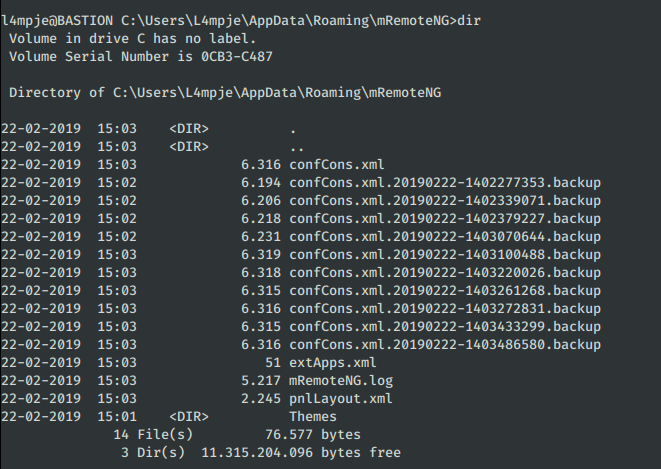 l4mpje@BASTION C:\Users\L4mpje\AppData\Roaming\mRemoteNG>dir
 Volume in drive C has no label.
 Volume Serial Number is 0CB3-C487

 Directory of C:\Users\L4mpje\AppData\Roaming\mRemoteNG

22-02-2019  15:03    <DIR>          .
22-02-2019  15:03    <DIR>          ..
22-02-2019  15:03             6.316 confCons.xml
22-02-2019  15:02             6.194 confCons.xml.20190222-1402277353.backup
22-02-2019  15:02             6.206 confCons.xml.20190222-1402339071.backup
22-02-2019  15:02             6.218 confCons.xml.20190222-1402379227.backup
22-02-2019  15:02             6.231 confCons.xml.20190222-1403070644.backup
22-02-2019  15:03             6.319 confCons.xml.20190222-1403100488.backup
22-02-2019  15:03             6.318 confCons.xml.20190222-1403220026.backup
22-02-2019  15:03             6.315 confCons.xml.20190222-1403261268.backup
22-02-2019  15:03             6.316 confCons.xml.20190222-1403272831.backup
22-02-2019  15:03             6.315 confCons.xml.20190222-1403433299.backup
22-02-2019  15:03             6.316 confCons.xml.20190222-1403486580.backup
22-02-2019  15:03                51 extApps.xml
22-02-2019  15:03             5.217 mRemoteNG.log
22-02-2019  15:03             2.245 pnlLayout.xml
22-02-2019  15:01    <DIR>          Themes
              14 File(s)         76.577 bytes
               3 Dir(s)  11.315.204.096 bytes free